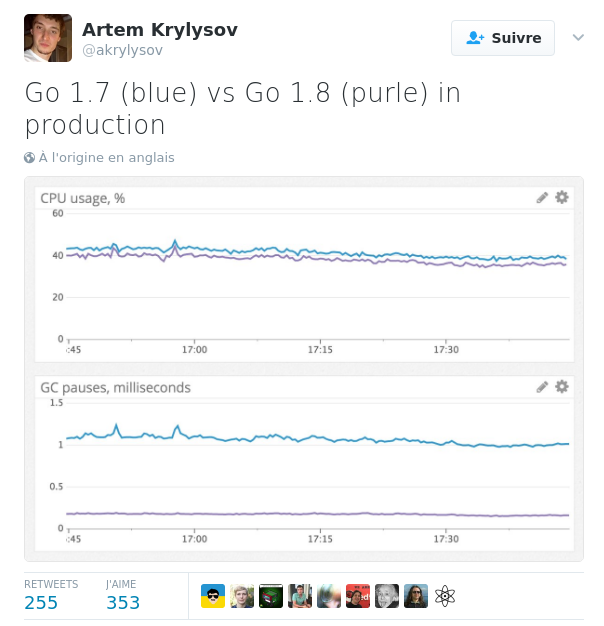 Artem Krylysov
@akrylysov
Suivre
Go 1.7 (blue) vs Go 1.8 (purle) in
production
À l'origine en anglais
CPU usage, %
60
40
20
0
:45 17:00 17:15 17:30
GC pauses, milliseconds
1.5
1
0.5
0
:45 17:00 17:15 17:30
RETWEETS J'AIME
255 353